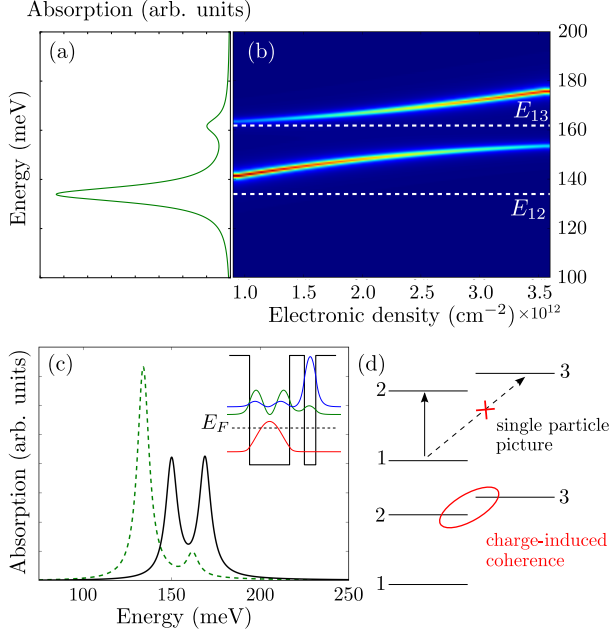 Absorption (arb. units)
(a)
(b)
Energy (meV)
E13
E12
200
180
160
140
120
100
1.0
1.5
2.0
2.5
3.0
3.5
Electronic density (cm⁻²) ×10¹²
(c)
Absorption (arb. units)
EF
100
150
200
250
Energy (meV)
(d)
2
3
1
single particle
picture
2
3
charge-induced
coherence
1